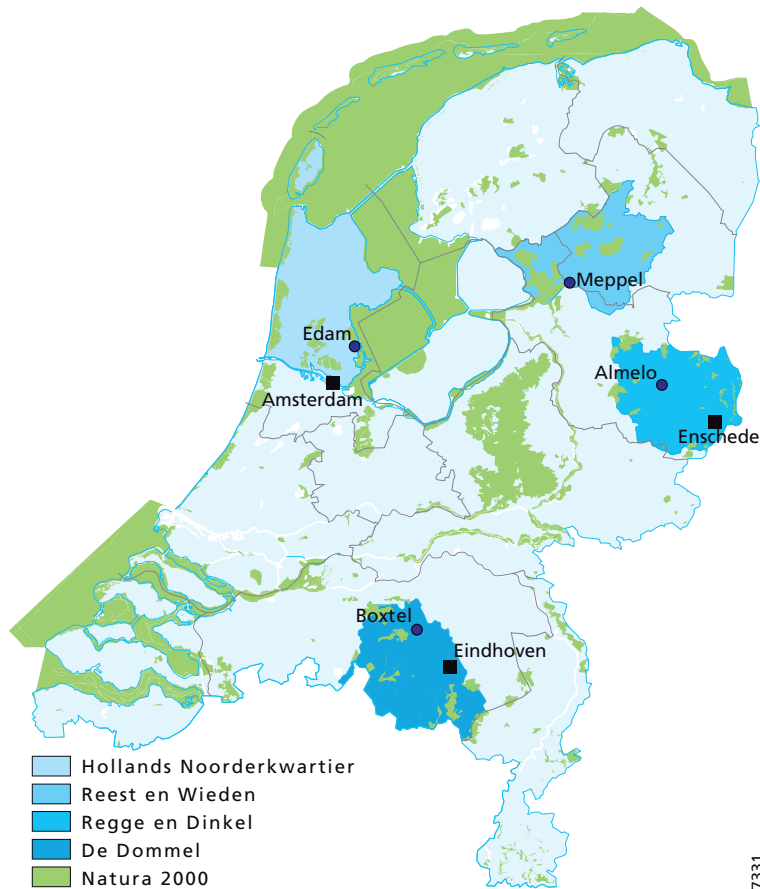 Meppel
Edam
Almelo
Amsterdam
Enschede
Boxtel
Eindhoven
Hollands Noorderkwartier
Reest en Wieden
Regge en Dinkel
De Dommel
Natura 2000
7331